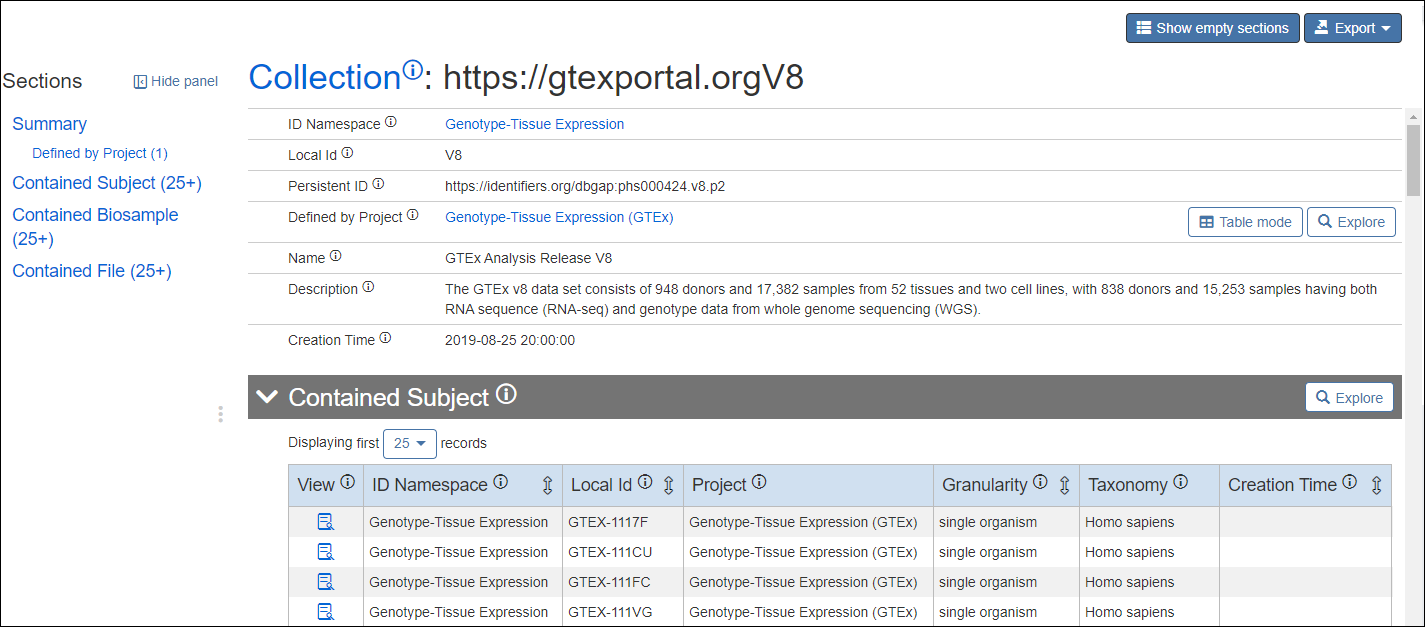 Show empty sections Export
Sections Hide panel
Collection: https://gtexportal.orgV8
Summary
Defined by Project (1)
Contained Subject (25+)
Contained Biosample
(25+)
Contained File (25+)
ID Namespace Genotype-Tissue Expression
Local Id V8
Persistent ID https://identifiers.org/dbgap:phs000424.v8.p2
Defined by Project Genotype-Tissue Expression (GTEx) Table mode Explore
Name GTEx Analysis Release V8
Description The GTEx v8 data set consists of 948 donors and 17,382 samples from 52 tissues and two cell lines, with 838 donors and 15,253 samples having both
RNA sequence (RNA-seq) and genotype data from whole genome sequencing (WGS).
Creation Time 2019-08-25 20:00:00
Contained Subject Explore
Displaying first 25 records
View ID Namespace Local Id Project Granularity Taxonomy Creation Time
Genotype-Tissue Expression GTEX-1117F Genotype-Tissue Expression (GTEx) single organism Homo sapiens
Genotype-Tissue Expression GTEX-111CU Genotype-Tissue Expression (GTEx) single organism Homo sapiens
Genotype-Tissue Expression GTEX-111FC Genotype-Tissue Expression (GTEx) single organism Homo sapiens
Genotype-Tissue Expression GTEX-111VG Genotype-Tissue Expression (GTEx) single organism Homo sapiens